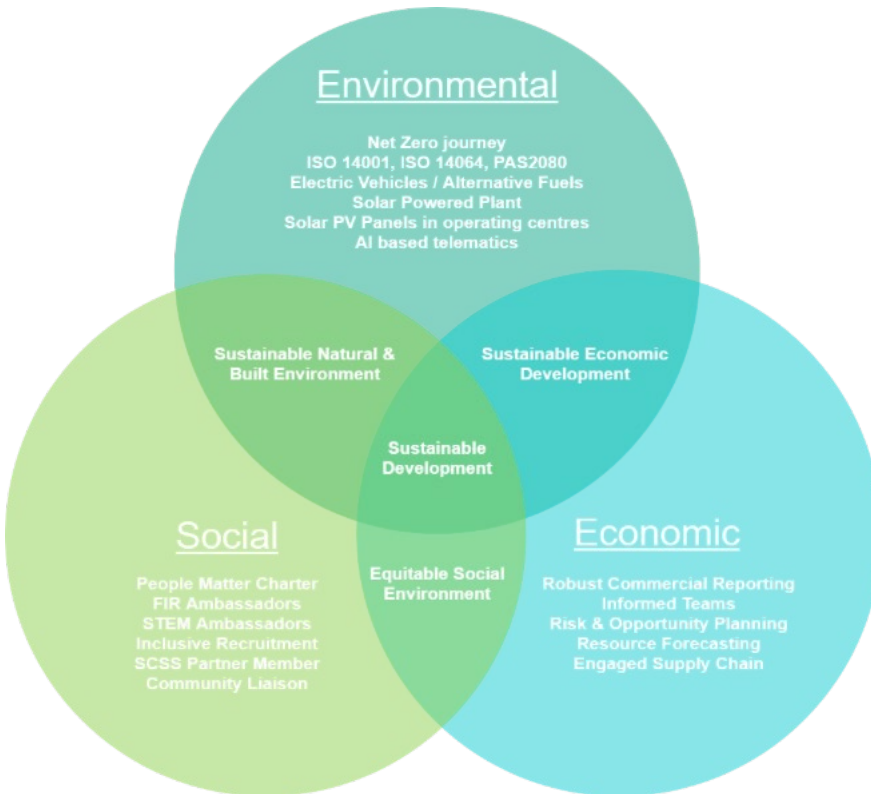 Environmental
Net Zero journey
ISO 14001, ISO 14064, PAS2080
Electric Vehicles / Alternative Fuels
Solar Powered Plant
Solar PV Panels in operating centres
AI based telematics
Sustainable Natural &
Built Environment
Sustainable Economic
Development
Sustainable
Development
Social
People Matter Charter
FIR Ambassadors
STEM Ambassadors
Inclusive Recruitment
SCSS Partner Member
Community Liaison
Equitable Social
Environment
Economic
Robust Commercial Reporting
Informed Teams
Risk & Opportunity Planning
Resource Forecasting
Engaged Supply Chain